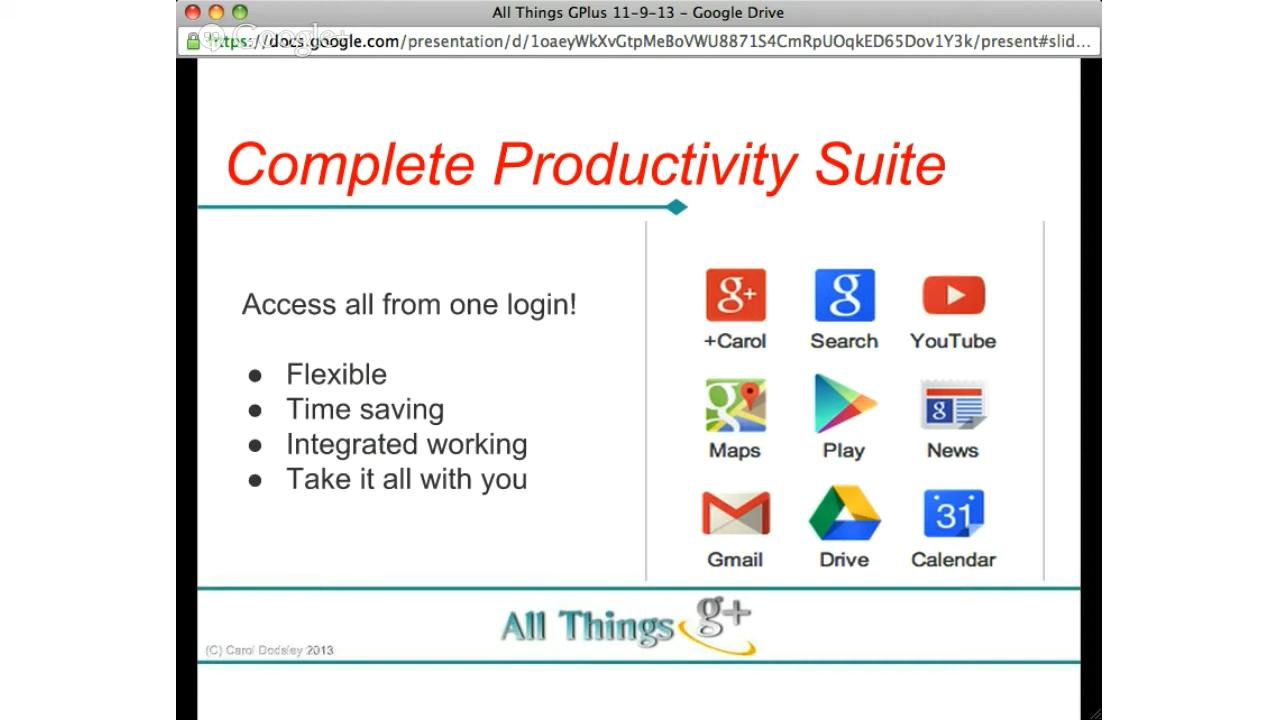 All Things GPlus 11-9-13 – Google Drive
Google+
https://docs.google.com/presentation/d/1oaeyWkXvGtpMeBoVWU8871S4CmRpUOqkED65Dov1Y3k/present#slid...
Complete Productivity Suite
Access all from one login!
● Flexible
● Time saving
● Integrated working
● Take it all with you
g+ g
+Carol Search YouTube
g g
Maps Play News
31
Gmail Drive Calendar
All Things g+
(C) Carol Dodsley 2013